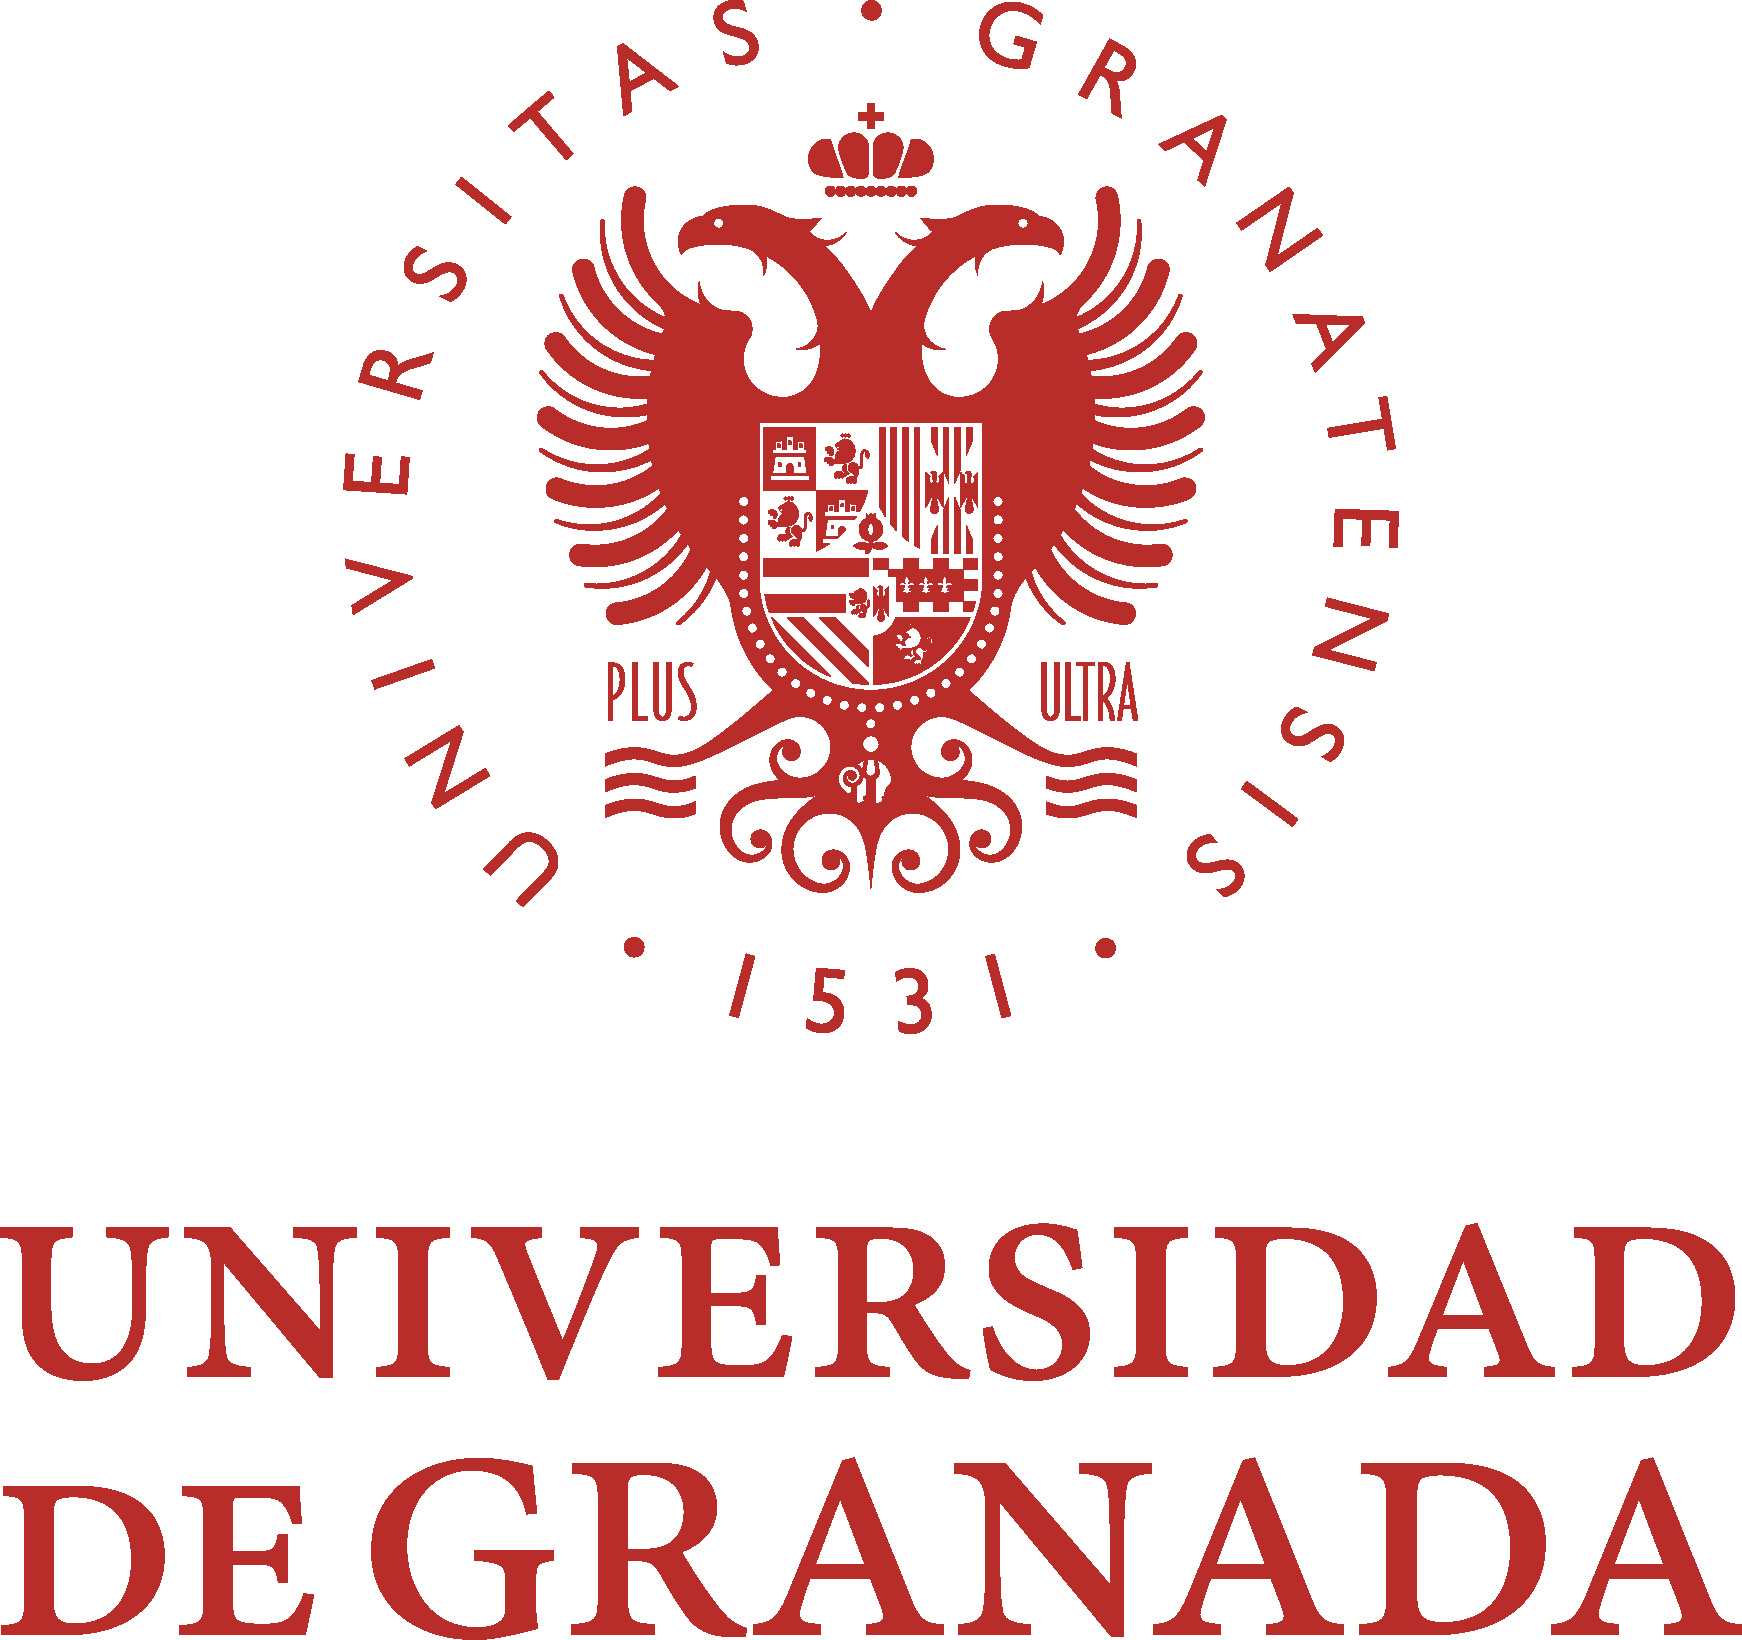 UNIVERSITAS · GRANATENSIS
PLUS ULTRA
· 1531 ·
UNIVERSIDAD
DE GRANADA